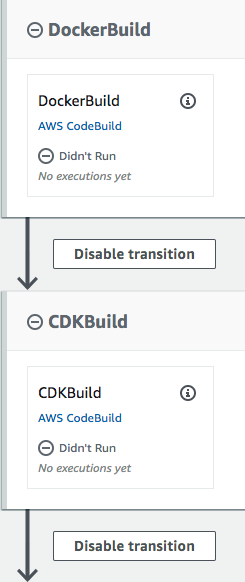 DockerBuild
DockerBuild
AWS CodeBuild
Didn't Run
No executions yet
Disable transition
CDKBuild
CDKBuild
AWS CodeBuild
Didn't Run
No executions yet
Disable transition